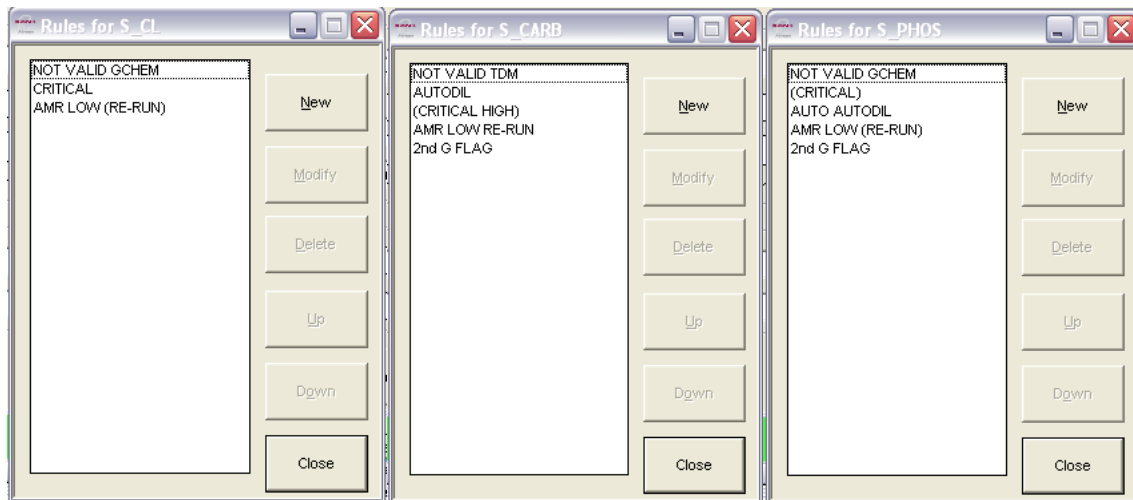 Rules for S_CL
NOT VALID GCHEM
CRITICAL
AMR LOW (RE-RUN)
New
Modify
Delete
Up
Down
Close
Rules for S_CARB
NOT VALID TDM
AUTODIL
(CRITICAL HIGH)
AMR LOW RE-RUN
2nd G FLAG
New
Modify
Delete
Up
Down
Close
Rules for S_PHOS
NOT VALID GCHEM
(CRITICAL)
AUTO AUTODIL
AMR LOW (RE-RUN)
2nd G FLAG
New
Modify
Delete
Up
Down
Close